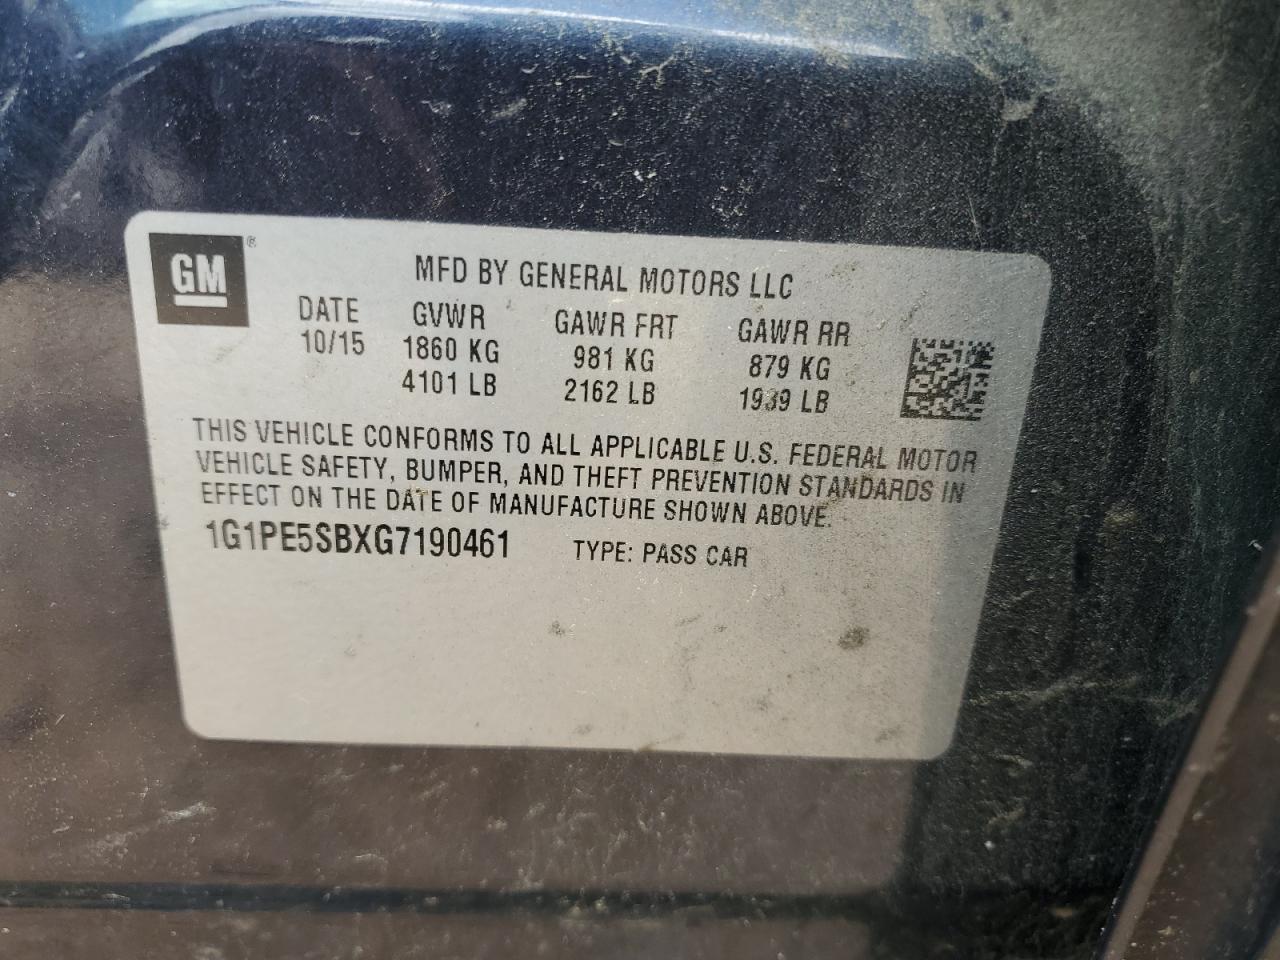 GM ®
MFD BY GENERAL MOTORS LLC
DATE GVWR GAWR FRT GAWR RR
10/15 1860 KG 981 KG 879 KG
4101 LB 2162 LB 1939 LB
THIS VEHICLE CONFORMS TO ALL APPLICABLE U.S. FEDERAL MOTOR
VEHICLE SAFETY, BUMPER, AND THEFT PREVENTION STANDARDS IN
EFFECT ON THE DATE OF MANUFACTURE SHOWN ABOVE.
1G1PE5SBXG7190461 TYPE: PASS CAR